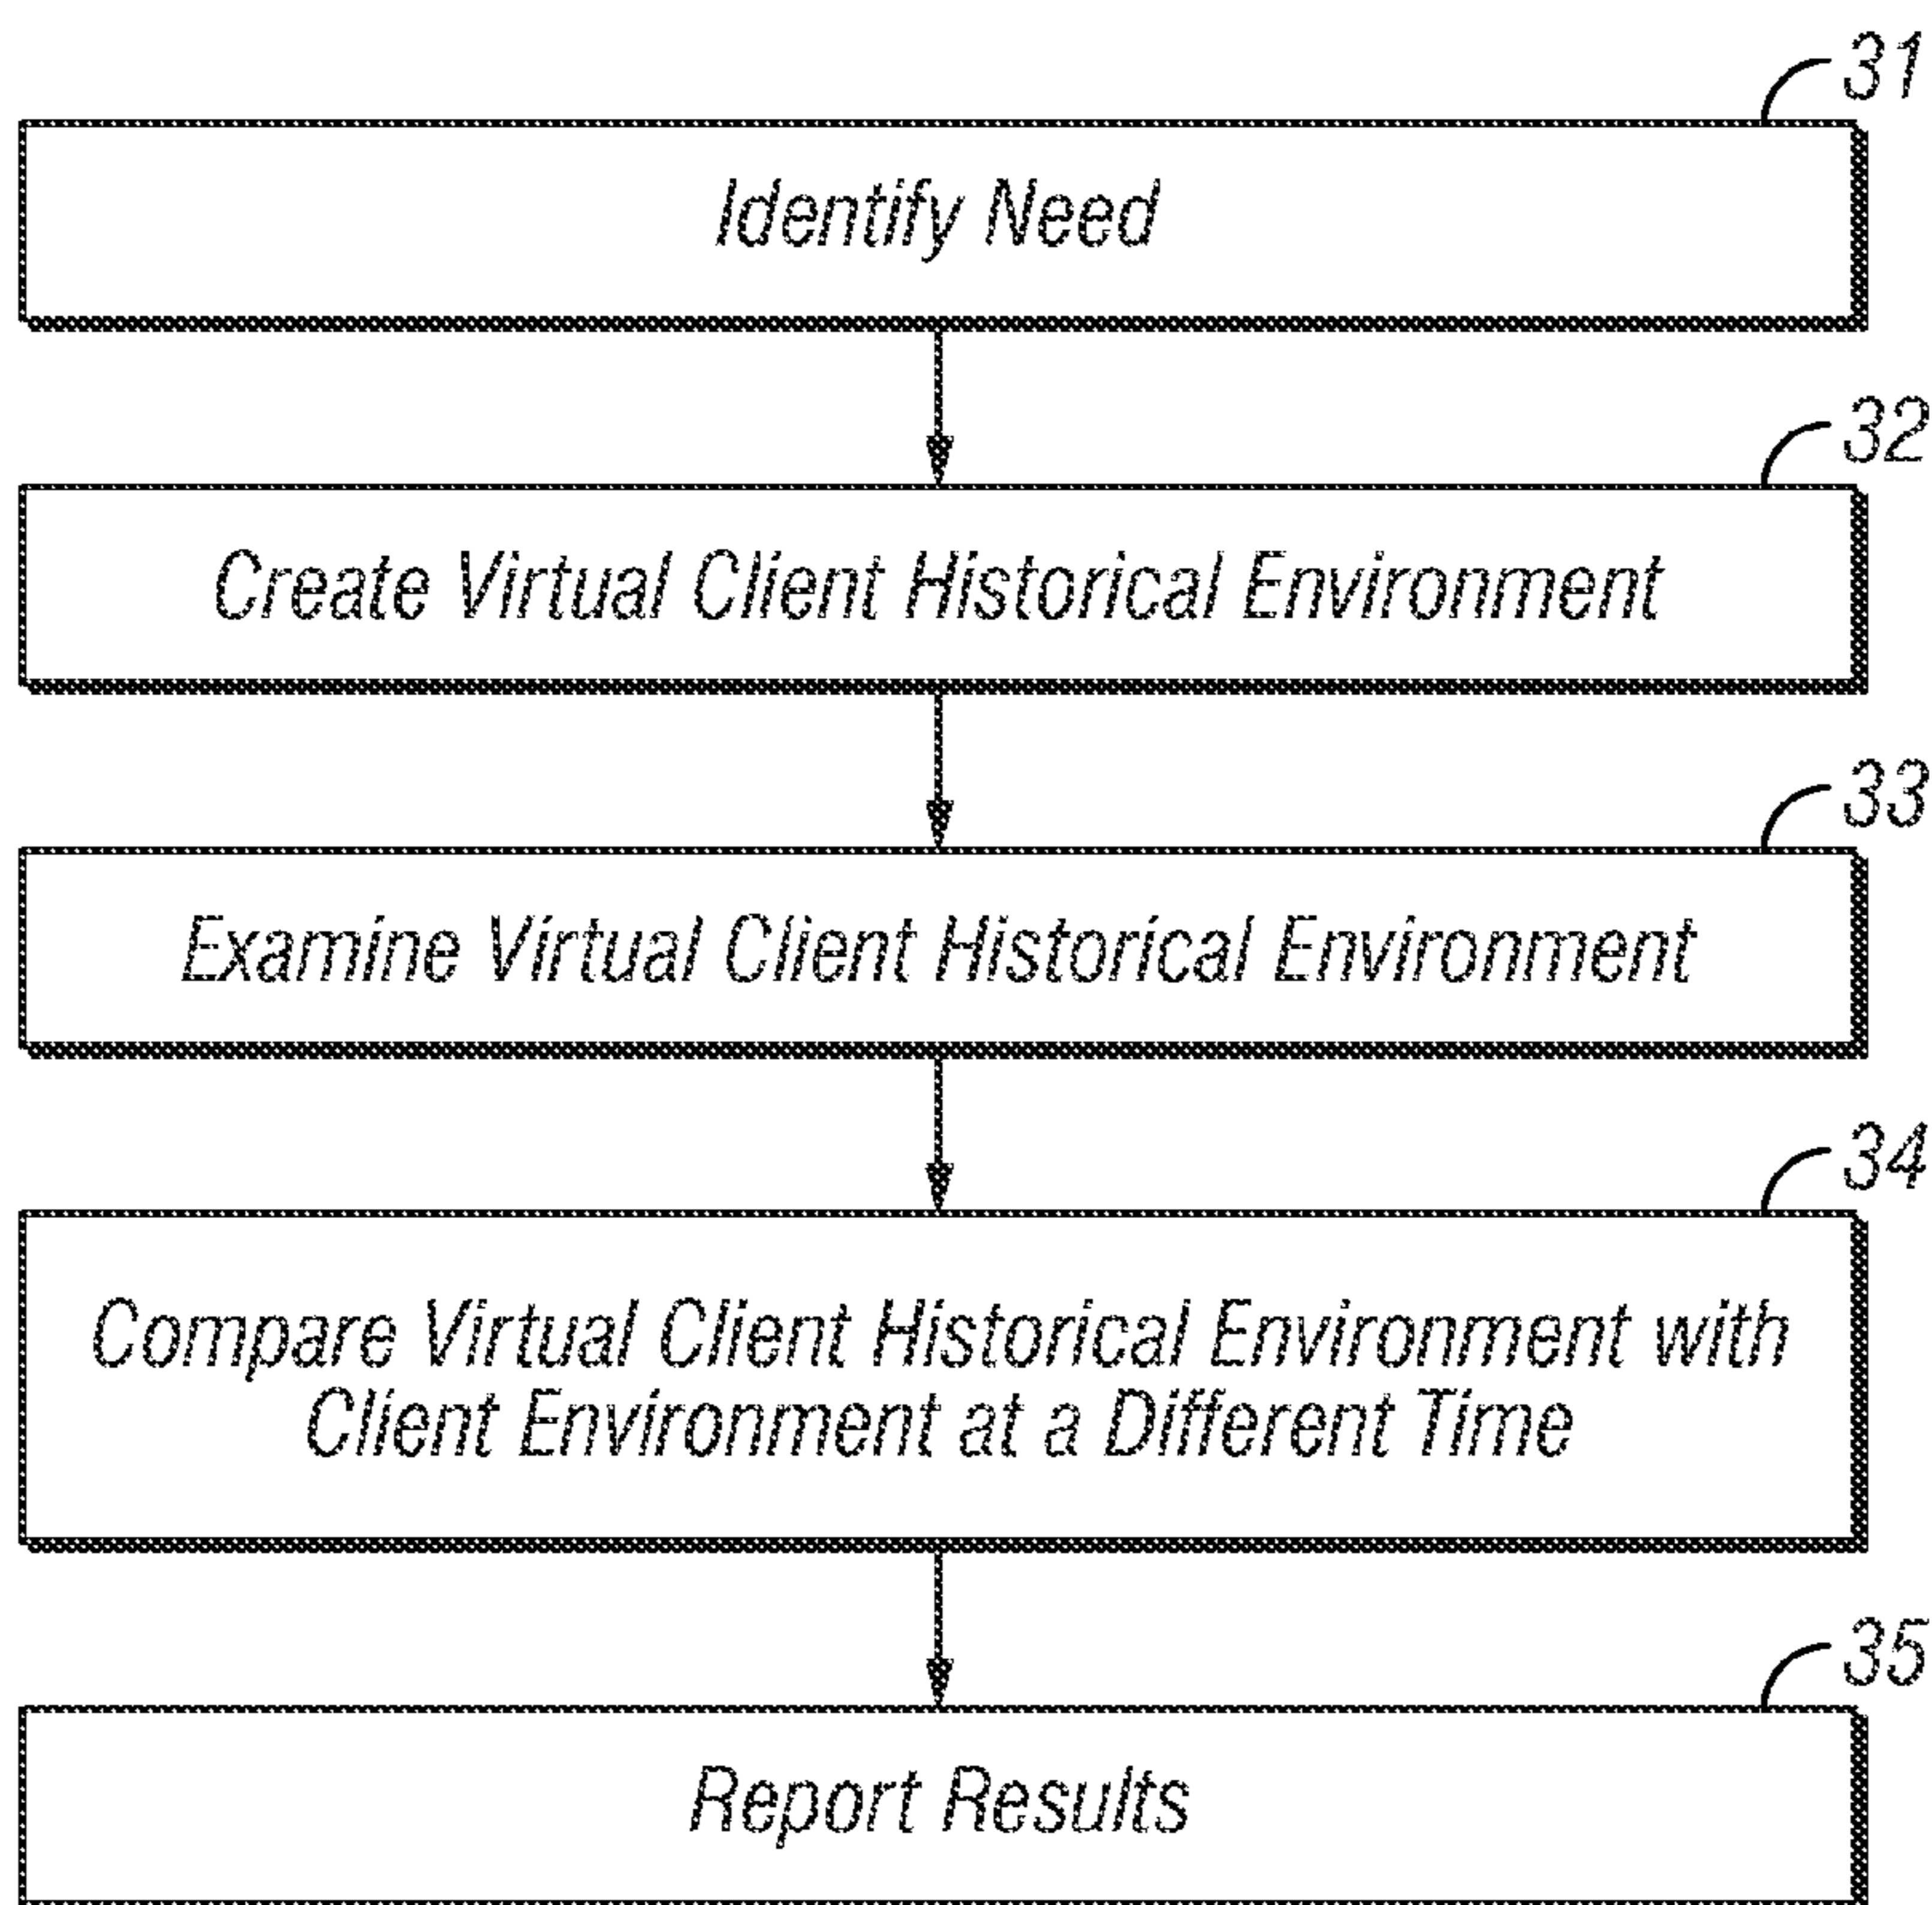 31
Identify Need
32
Create Virtual Client Historical Environment
33
Examine Virtual Client Historical Environment
34
Compare Virtual Client Historical Environment with
Client Environment at a Different Time
35
Report Results